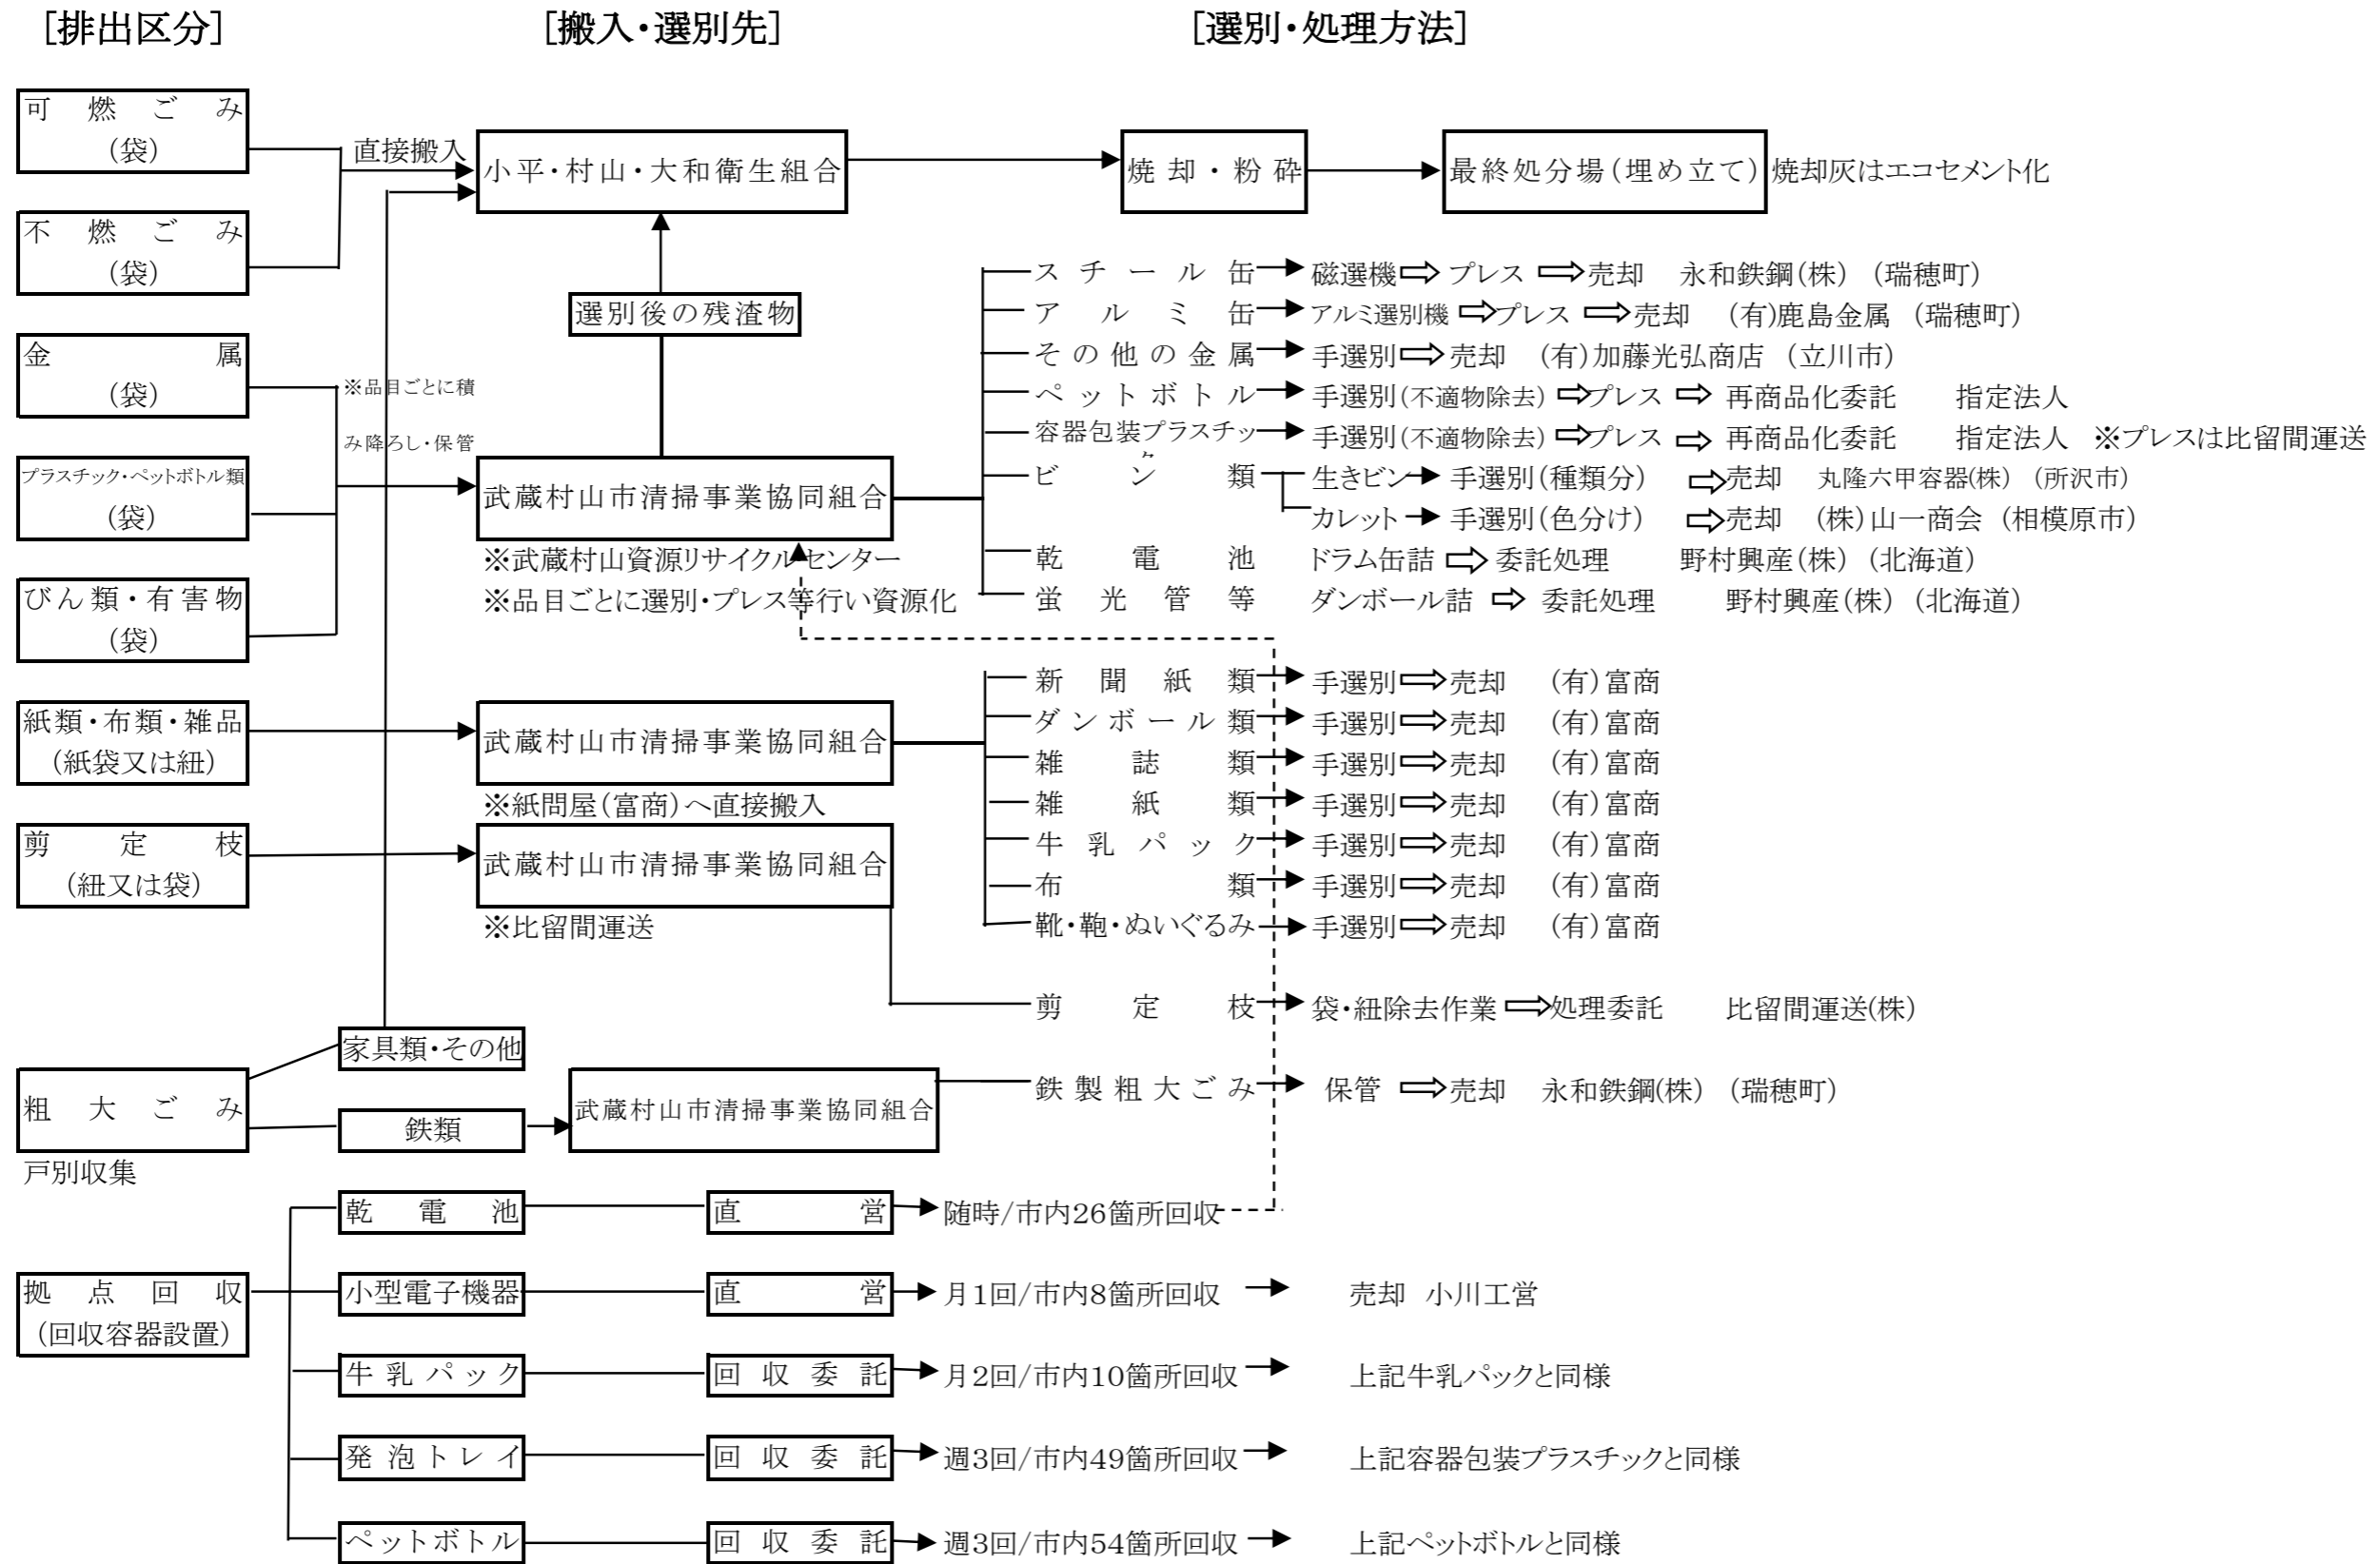 [排出区分] [搬入・選別先] [選別・処理方法]
可燃ごみ
(袋)
直接搬入
小平・村山・大和衛生組合
焼却・粉砕
最終処分場(埋め立て) 焼却灰はエコセメント化
不燃ごみ
(袋)
選別後の残渣物
スチール缶 磁選機 プレス 売却 永和鉄鋼(株) (瑞穂町)
アルミ缶 アルミ選別機 プレス 売却 (有)鹿島金属 (瑞穂町)
その他の金属 手選別 売却 (有)加藤光弘商店 (立川市)
ペットボトル 手選別(不適物除去) プレス 再商品化委託 指定法人
容器包装プラスチッ
ク
手選別(不適物除去) プレス 再商品化委託 指定法人 ※プレスは比留間運送
ビン類 生きビン 手選別(種類分) 売却 丸隆六甲容器(株) (所沢市)
カレット 手選別(色分け) 売却 (株)山一商会 (相模原市)
乾電池 ドラム缶詰 委託処理 野村興産(株) (北海道)
蛍光管等 ダンボール詰 委託処理 野村興産(株) (北海道)
金属
(袋)
※品目ごとに積
み降ろし・保管
プラスチック・ペットボトル類
(袋)
武蔵村山市清掃事業協同組合
※武蔵村山資源リサイクルセンター
※品目ごとに選別・プレス等行い資源化
びん類・有害物
(袋)
紙類・布類・雑品
(紙袋又は紐)
武蔵村山市清掃事業協同組合
※紙問屋(富商)へ直接搬入
新聞紙類 手選別 売却 (有)富商
ダンボール類 手選別 売却 (有)富商
雑誌類 手選別 売却 (有)富商
雑紙類 手選別 売却 (有)富商
牛乳パック 手選別 売却 (有)富商
布類 手選別 売却 (有)富商
靴・鞄・ぬいぐるみ 手選別 売却 (有)富商
剪定枝
(紐又は袋)
武蔵村山市清掃事業協同組合
※比留間運送
剪定枝 袋・紐除去作業 処理委託 比留間運送(株)
粗大ごみ
戸別収集
家具類・その他
鉄類
武蔵村山市清掃事業協同組合
鉄製粗大ごみ 保管 売却 永和鉄鋼(株) (瑞穂町)
拠点回収
(回収容器設置)
乾電池 直営 随時/市内26箇所回収
小型電子機器 直営 月1回/市内8箇所回収 売却 小川工営
牛乳パック 回収委託 月2回/市内10箇所回収 上記牛乳パックと同様
発泡トレイ 回収委託 週3回/市内49箇所回収 上記容器包装プラスチックと同様
ペットボトル 回収委託 週3回/市内54箇所回収 上記ペットボトルと同様